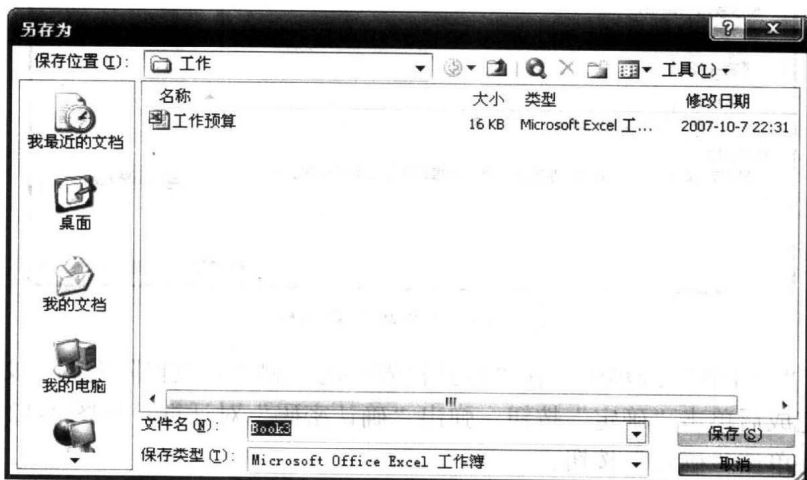 另存为
保存位置(I): 工作 工具(L)
名称 大小 类型 修改日期
工作预算 16 KB Microsoft Excel 工... 2007-10-7 22:31
我最近的文档
桌面
我的文档
我的电脑
文件名(N): Book3 保存(S)
保存类型(T): Microsoft Office Excel 工作簿 取消